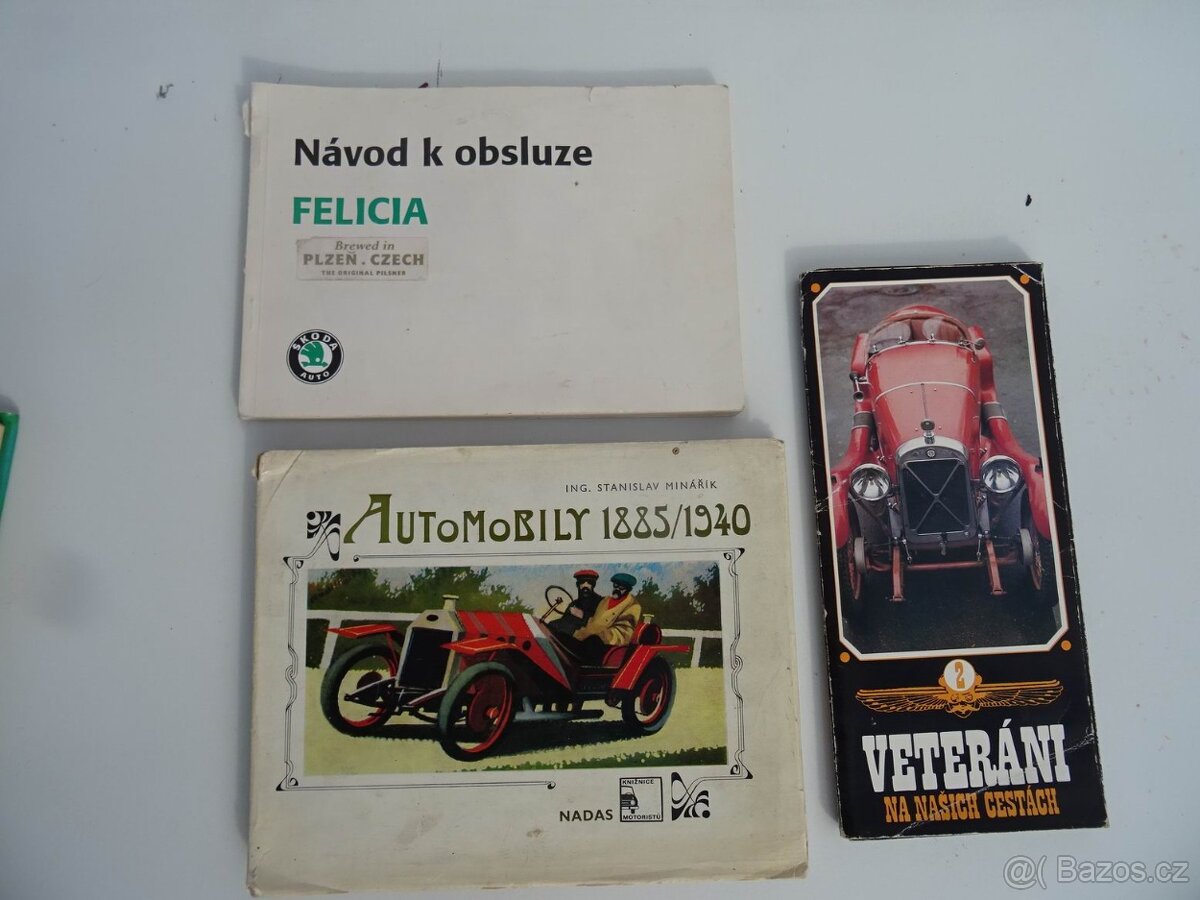 Návod k obsluze
FELICIA
Brewed in
PLZEŇ . CZECH
THE ORIGINAL PILSNER
ŠKODA
AUTO
ING. STANISLAV MINÁŘÍK
AUTOMOBILY 1885/1940
NADAS
KNIŽNICE
MOTORISTŮ
2
VETERÁNI
NA NAŠICH CESTÁCH
@( Bazos.cz